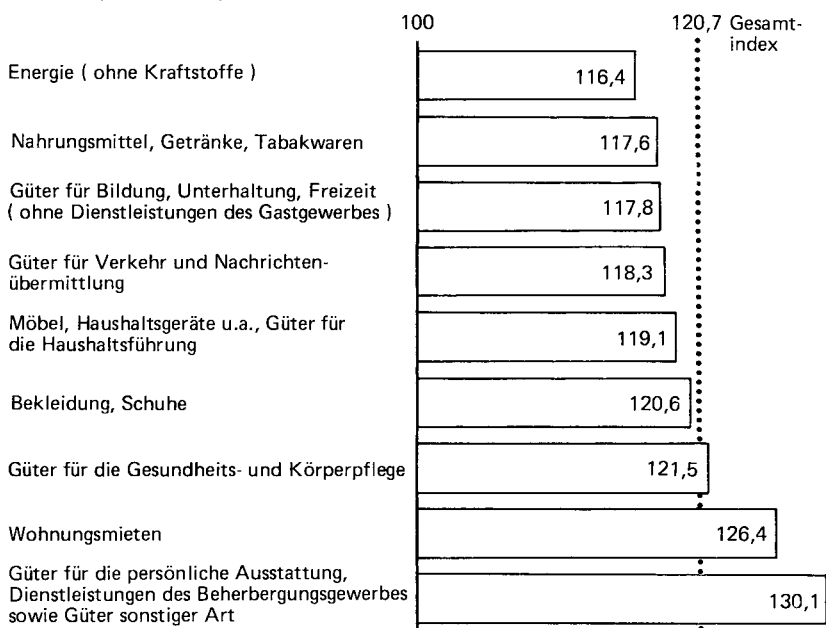 100
120,7 Gesamt-
index
Energie ( ohne Kraftstoffe )
116,4
Nahrungsmittel, Getränke, Tabakwaren
117,6
Güter für Bildung, Unterhaltung, Freizeit
( ohne Dienstleistungen des Gastgewerbes )
117,8
Güter für Verkehr und Nachrichten-
übermittlung
118,3
Möbel, Haushaltsgeräte u.a., Güter für
die Haushaltsführung
119,1
Bekleidung, Schuhe
120,6
Güter für die Gesundheits- und Körperpflege
121,5
Wohnungsmieten
126,4
Güter für die persönliche Ausstattung,
Dienstleistungen des Beherbergungsgewerbes
sowie Güter sonstiger Art
130,1